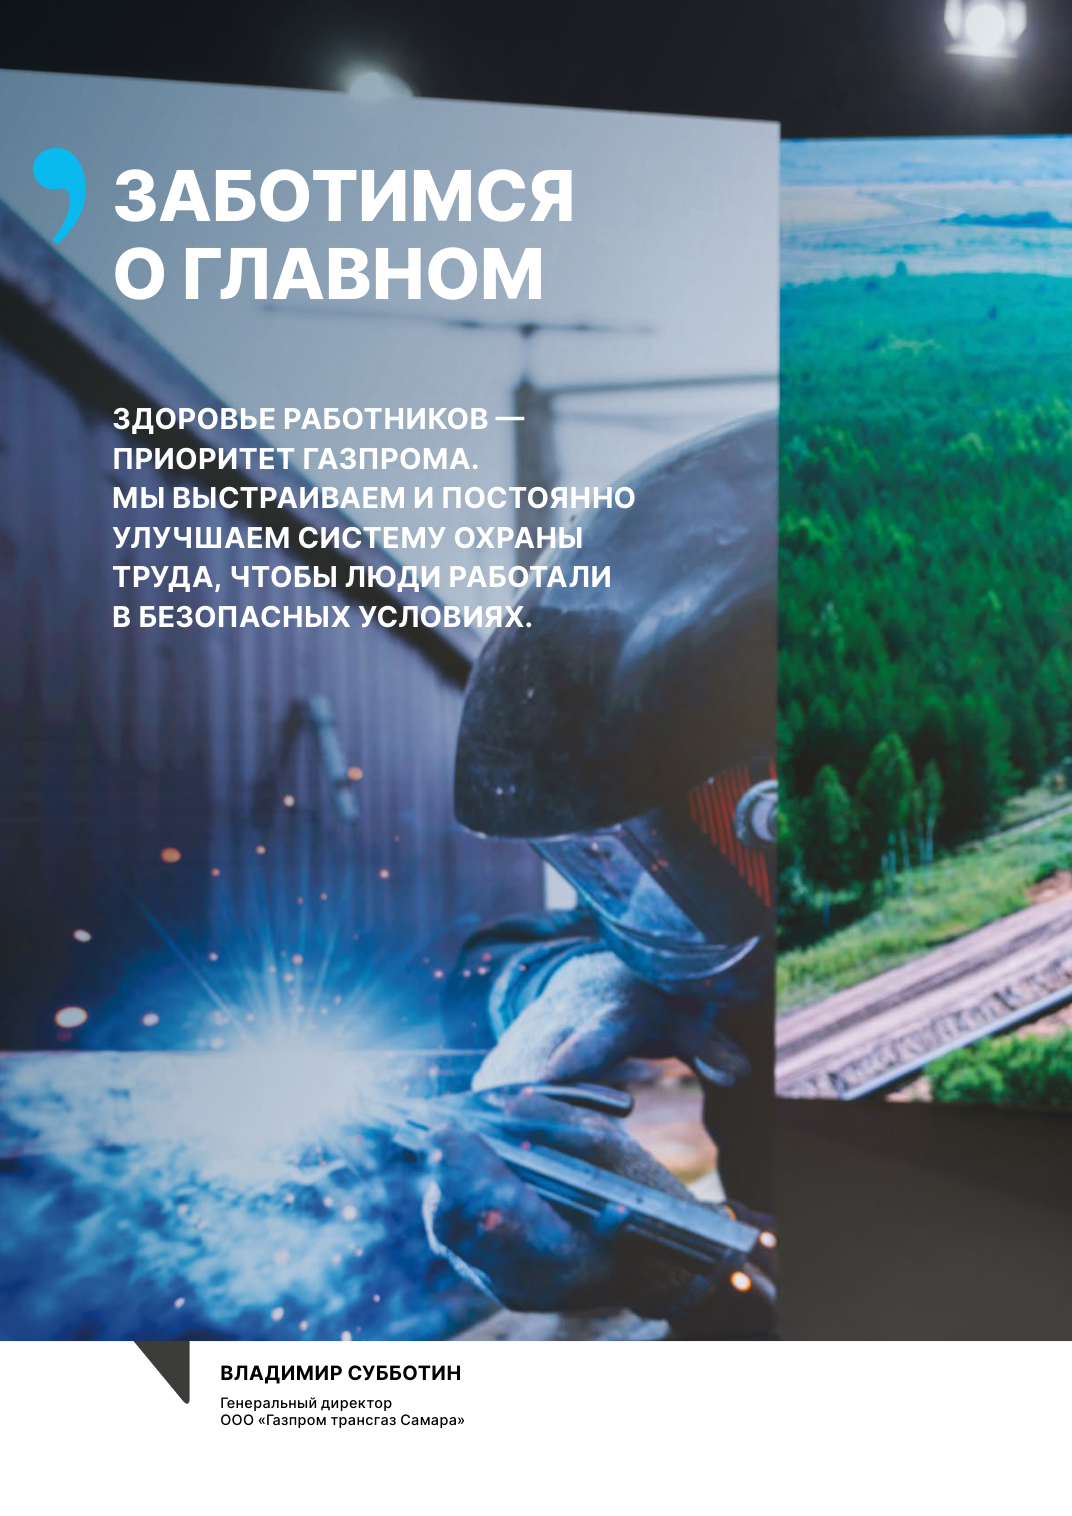 ЗАБОТИМСЯ
О ГЛАВНОМ
ЗДОРОВЬЕ РАБОТНИКОВ —
ПРИОРИТЕТ ГАЗПРОМА.
МЫ ВЫСТРАИВАЕМ И ПОСТОЯННО
УЛУЧШАЕМ СИСТЕМУ ОХРАНЫ
ТРУДА, ЧТОБЫ ЛЮДИ РАБОТАЛИ
В БЕЗОПАСНЫХ УСЛОВИЯХ.
ВЛАДИМИР СУББОТИН
Генеральный директор
ООО «Газпром трансгаз Самара»